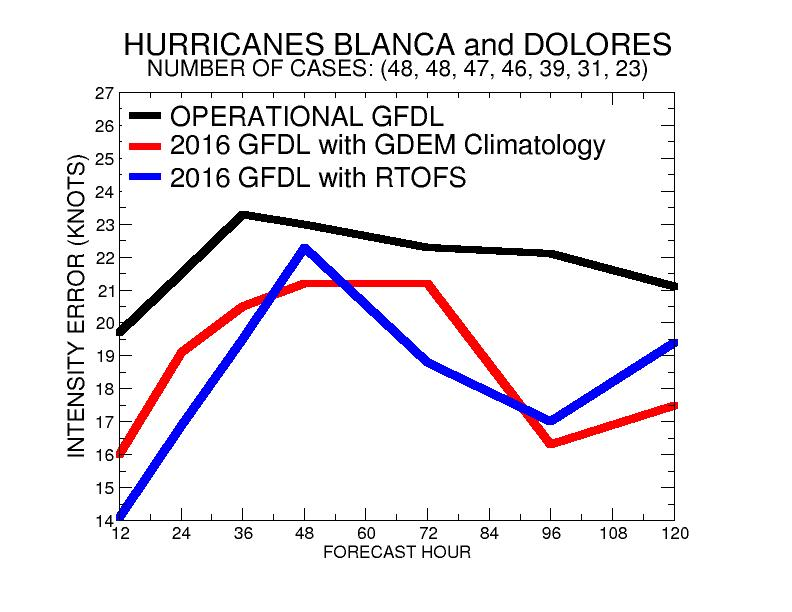 HURRICANES BLANCA and DOLORES
NUMBER OF CASES: (48, 48, 47, 46, 39, 31, 23)
OPERATIONAL GFDL
2016 GFDL with GDEM Climatology
2016 GFDL with RTOFS
INTENSITY ERROR (KNOTS)
27
26
25
24
23
22
21
20
19
18
17
16
15
14
12 24 36 48 60 72 84 96 108 120
FORECAST HOUR